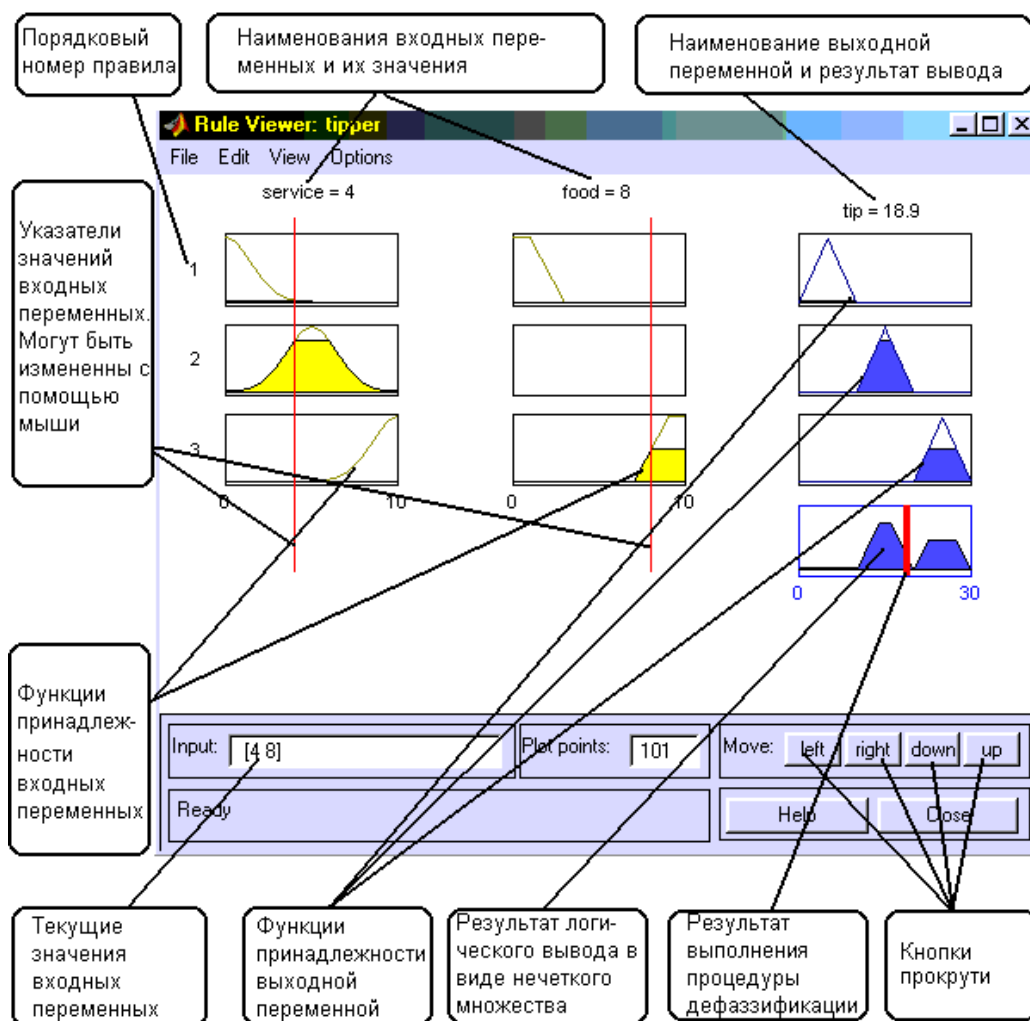 Порядковый
номер правила
Наименования входных пере-
менных и их значения
Наименование выходной
переменной и результат вывода
Rule Viewer: tipper
File Edit View Options
service = 4
food = 8
tip = 18.9
Указатели
значений
входных
переменных.
Могут быть
измененны с
помощью
мыши
1
2
3
0
10
0
10
0
30
Функции
принадлеж-
ности
входных
переменных
Input: [4 8]
Plot points: 101
Move: left right down up
Ready
Help
Close
Текущие
значения
входных
переменных
Функции
принадлежности
выходной
переменной
Результат логи-
ческого вывода в
виде нечеткого
множества
Результат
выполнения
процедуры
дефаззификации
Кнопки
прокрути